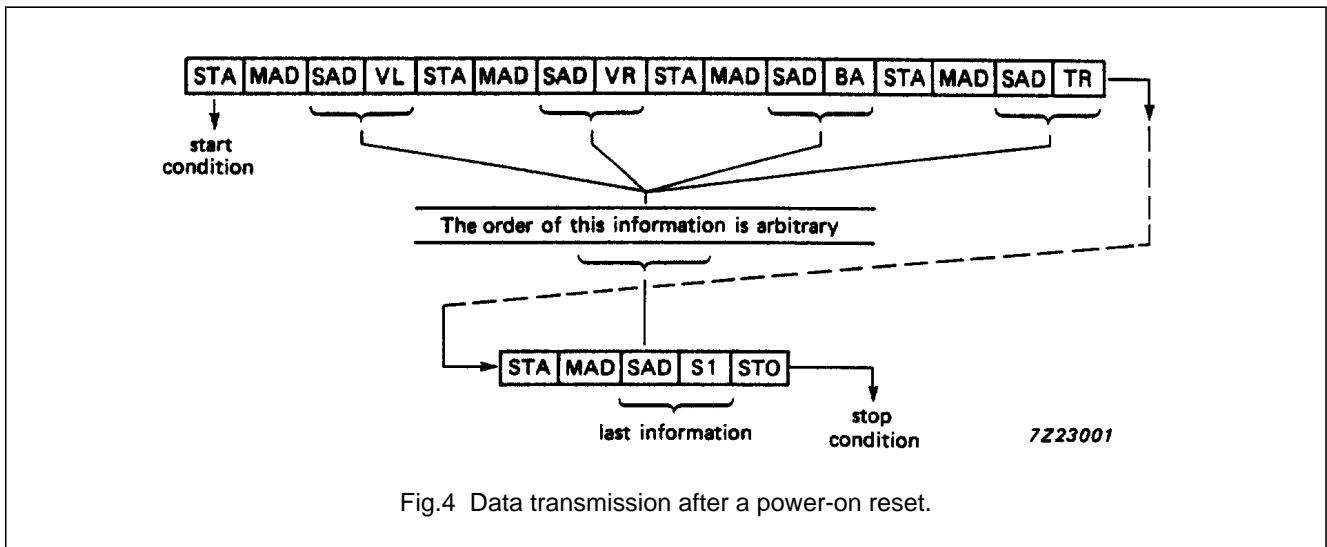 STA MAD SAD VL STA MAD SAD VR STA MAD SAD BA STA MAD SAD TR
start
condition
The order of this information is arbitrary
STA MAD SAD S1 STO
last information
stop
condition
7Z23001
Fig.4 Data transmission after a power-on reset.